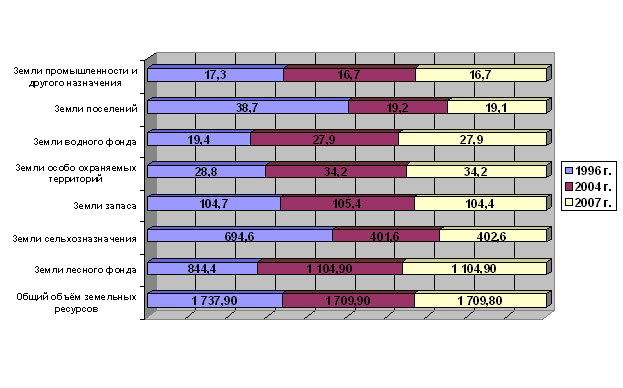 Земли промышленности и
другого назначения
17,3 16,7 16,7
Земли поселений
38,7 19,2 19,1
Земли водного фонда
19,4 27,9 27,9
Земли особо охраняемых
территорий
28,8 34,2 34,2
Земли запаса
104,7 105,4 104,4
Земли сельхозназначения
694,6 401,6 402,6
Земли лесного фонда
844,4 1 104,90 1 104,90
Общий объём земельных
ресурсов
1 737,90 1 709,90 1 709,80
1996 г.
2004 г.
2007 г.